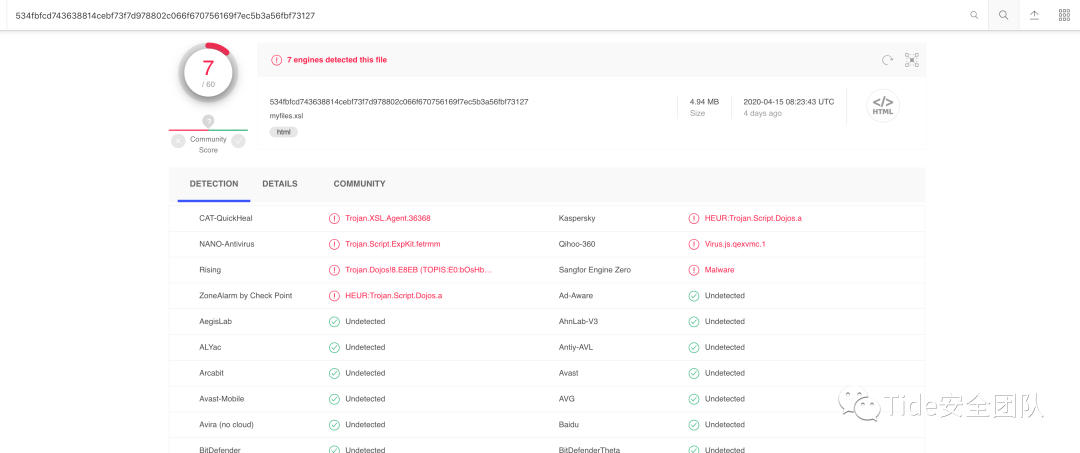 534fbfcd743638814cebf73f7d978802c066f670756169f7ec5b3a56fbf73127
7
/ 60
?
Community
Score
7 engines detected this file
534fbfcd743638814cebf73f7d978802c066f670756169f7ec5b3a56fbf73127
myfiles.xsl
html
4.94 MB
Size
2020-04-15 08:23:43 UTC
4 days ago
</>
HTML
DETECTION DETAILS COMMUNITY
CAT-QuickHeal Trojan.XSL.Agent.36368 Kaspersky HEUR:Trojan.Script.Dojos.a
NANO-Antivirus Trojan.Script.ExpKit.fetrmm Qihoo-360 Virus.js.qexvmc.1
Rising Trojan.Dojos!8.E8EB (TOPIS:E0:bOsHb... Sangfor Engine Zero Malware
ZoneAlarm by Check Point HEUR:Trojan.Script.Dojos.a Ad-Aware Undetected
AegisLab Undetected AhnLab-V3 Undetected
ALYac Undetected Antiy-AVL Undetected
Arcabit Undetected Avast Undetected
Avast-Mobile Undetected AVG Undetected
Avira (no cloud) Undetected Baidu Undetected
BitDefender Undetected BitDefenderTheta Undetected
Tide安全团队